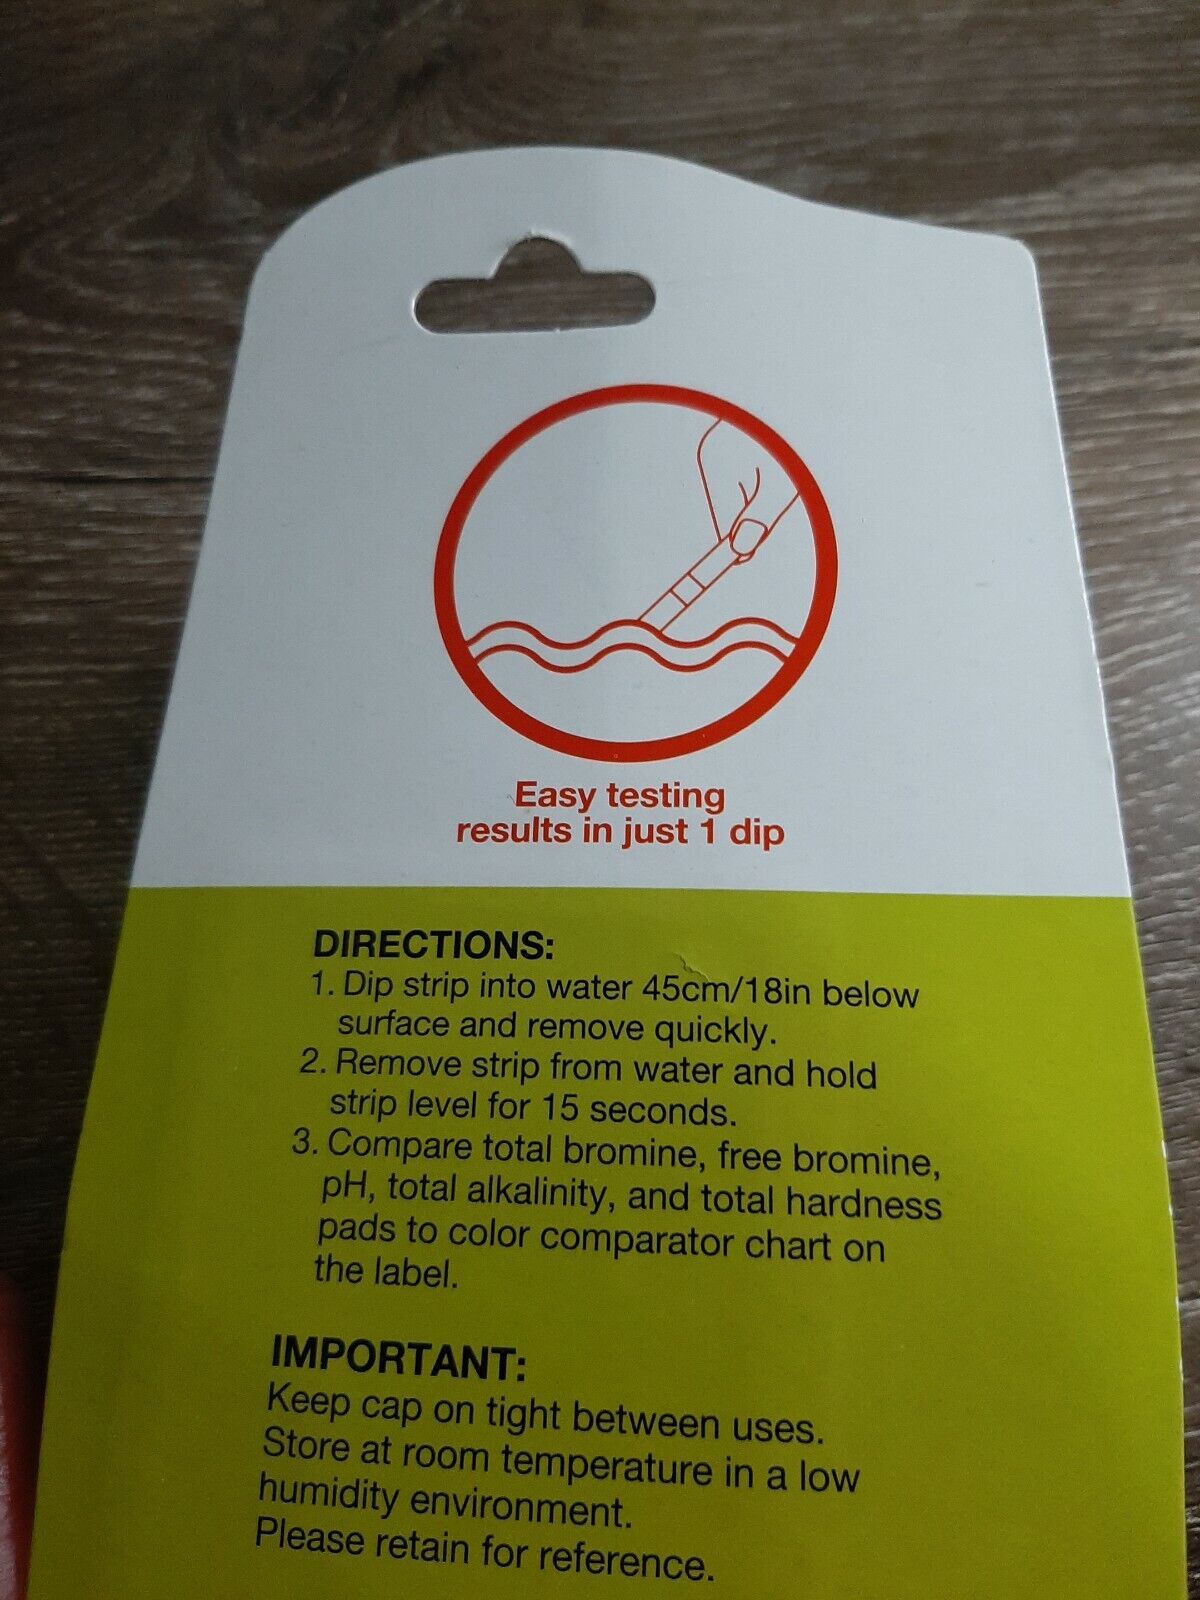 Easy testing
results in just 1 dip
DIRECTIONS:
1. Dip strip into water 45cm/18in below
surface and remove quickly.
2. Remove strip from water and hold
strip level for 15 seconds.
3. Compare total bromine, free bromine,
pH, total alkalinity, and total hardness
pads to color comparator chart on
the label.
IMPORTANT:
Keep cap on tight between uses.
Store at room temperature in a low
humidity environment.
Please retain for reference.